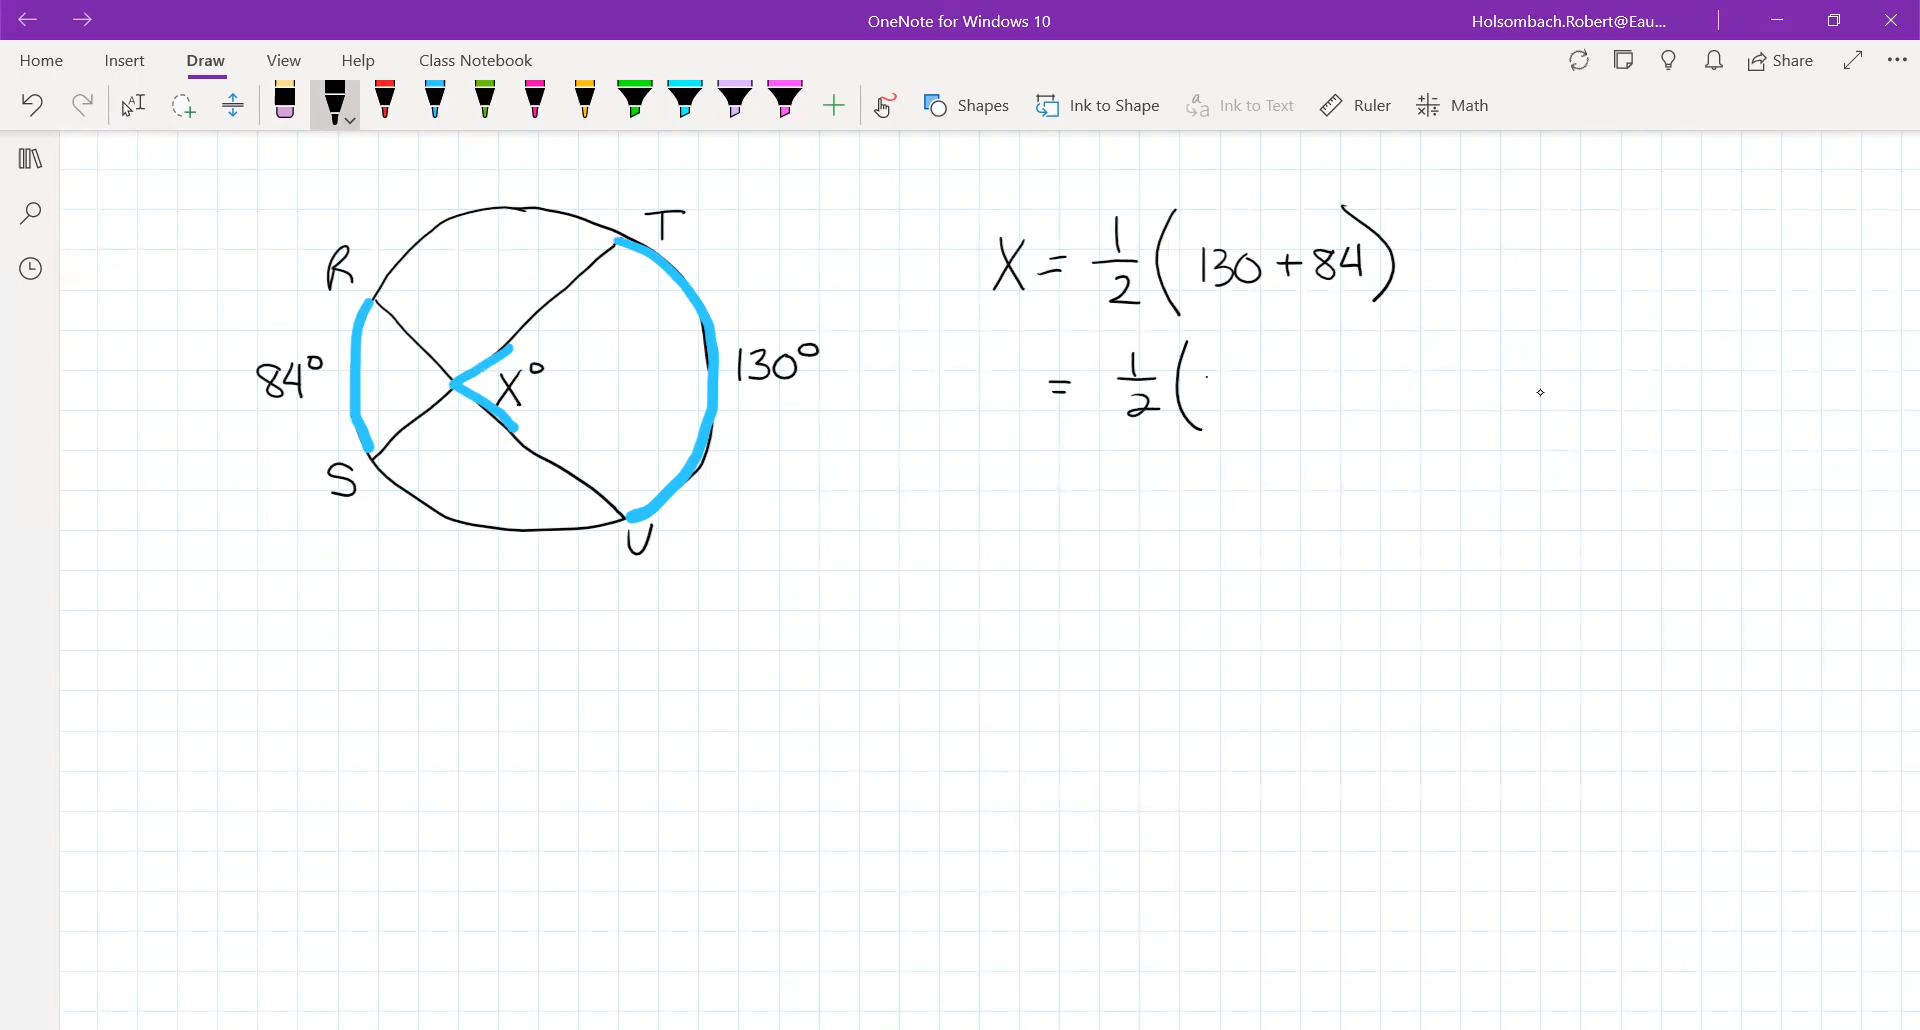 OneNote for Windows 10
Holsombach.Robert@Eau...
Home Insert Draw View Help Class Notebook
Share
Shapes Ink to Shape Ink to Text Ruler Math
T
R
X = 1/2 (130 + 84)
84° X° 130°
= 1/2 (
S
U